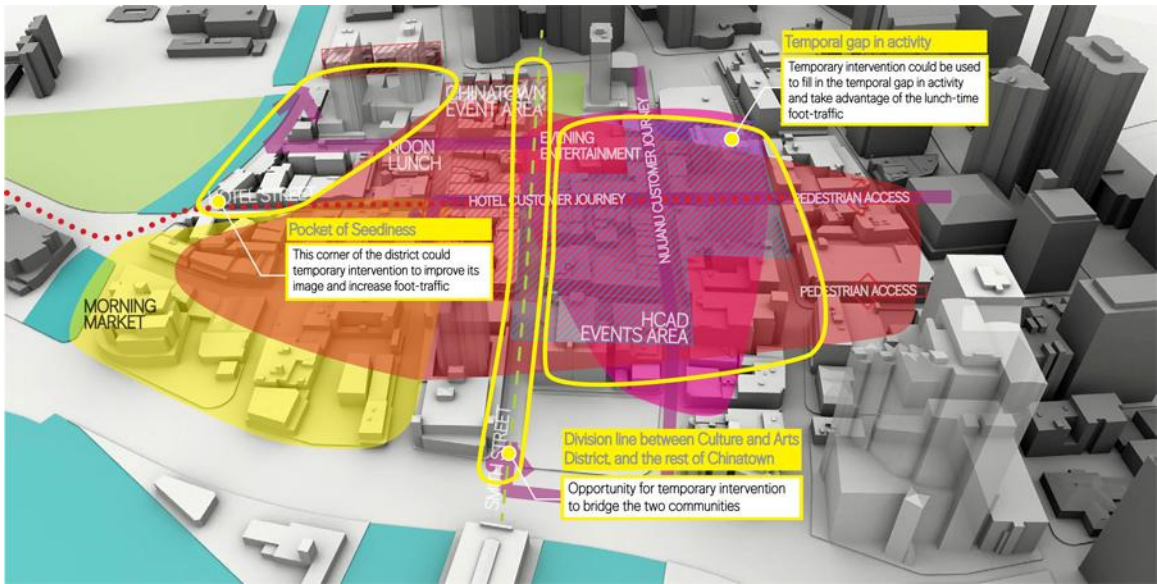 Temporal gap in activity
Temporary intervention could be used
to fill in the temporal gap in activity
and take advantage of the lunch-time
foot-traffic
CHINATOWN
EVENT AREA
NOON
LUNCH
EVENING
ENTERTAINMENT
NUUANU CUSTOMER JOURNEY
HOTEL STREET
HOTEL CUSTOMER JOURNEY
PEDESTRIAN ACCESS
Pocket of Seediness
This corner of the district could
temporary intervention to improve its
image and increase foot-traffic
MORNING
MARKET
PEDESTRIAN ACCESS
HCAD
EVENTS AREA
SMITH STREET
Division line between Culture and Arts
District, and the rest of Chinatown
Opportunity for temporary intervention
to bridge the two communities